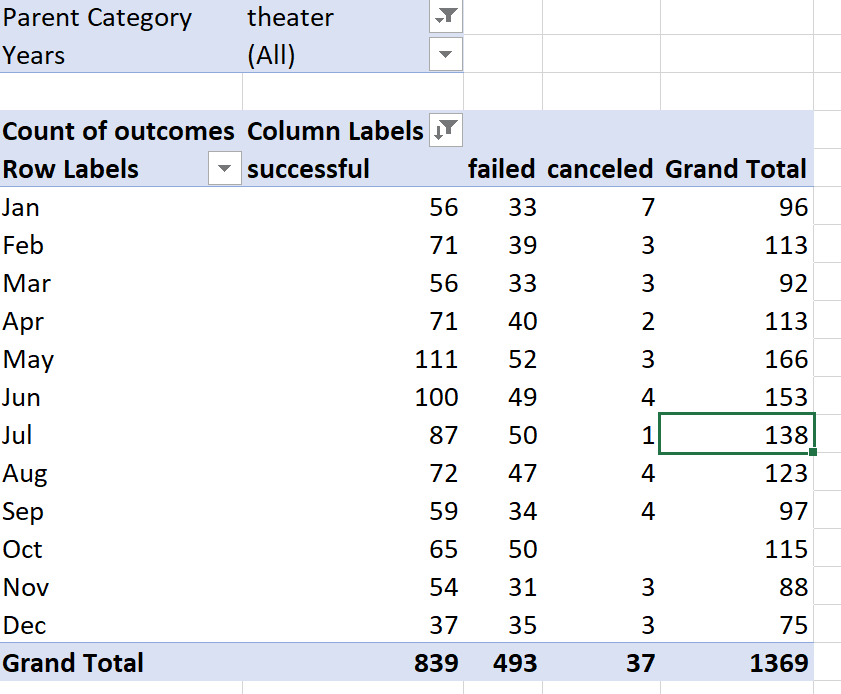 Parent Category theater
Years (All)
Count of outcomes Column Labels
Row Labels successful failed canceled Grand Total
Jan 56 33 7 96
Feb 71 39 3 113
Mar 56 33 3 92
Apr 71 40 2 113
May 111 52 3 166
Jun 100 49 4 153
Jul 87 50 1 138
Aug 72 47 4 123
Sep 59 34 4 97
Oct 65 50 115
Nov 54 31 3 88
Dec 37 35 3 75
Grand Total 839 493 37 1369